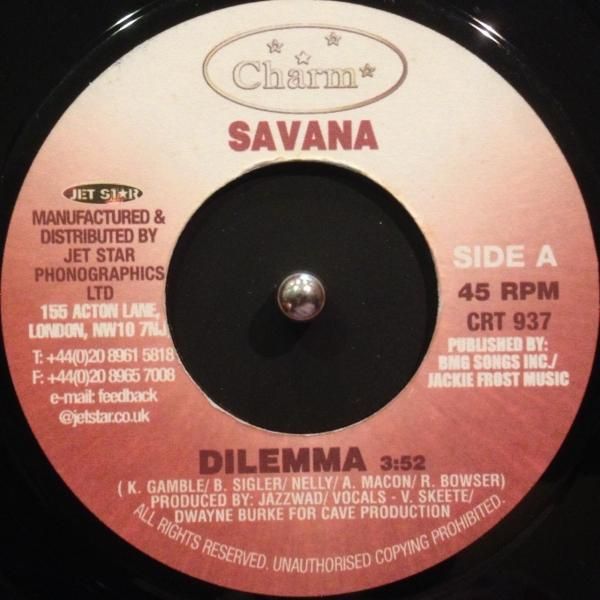 Charm
SAVANA
JET STAR
MANUFACTURED &
DISTRIBUTED BY
JET STAR
PHONOGRAPHICS
LTD
155 ACTON LANE,
LONDON, NW10 7NJ
T: +44(0)20 8961 5818
F: +44(0)20 8965 7008
e-mail: feedback
@jetstar.co.uk
SIDE A
45 RPM
CRT 937
PUBLISHED BY:
BMG SONGS INC./
JACKIE FROST MUSIC
DILEMMA 3:52
( K. GAMBLE/ B. SIGLER/ NELLY/ A. MACON/ R. BOWSER)
PRODUCED BY: JAZZWAD/ VOCALS - V. SKEETE/
DWAYNE BURKE FOR CAVE PRODUCTION
ALL RIGHTS RESERVED. UNAUTHORISED COPYING PROHIBITED.